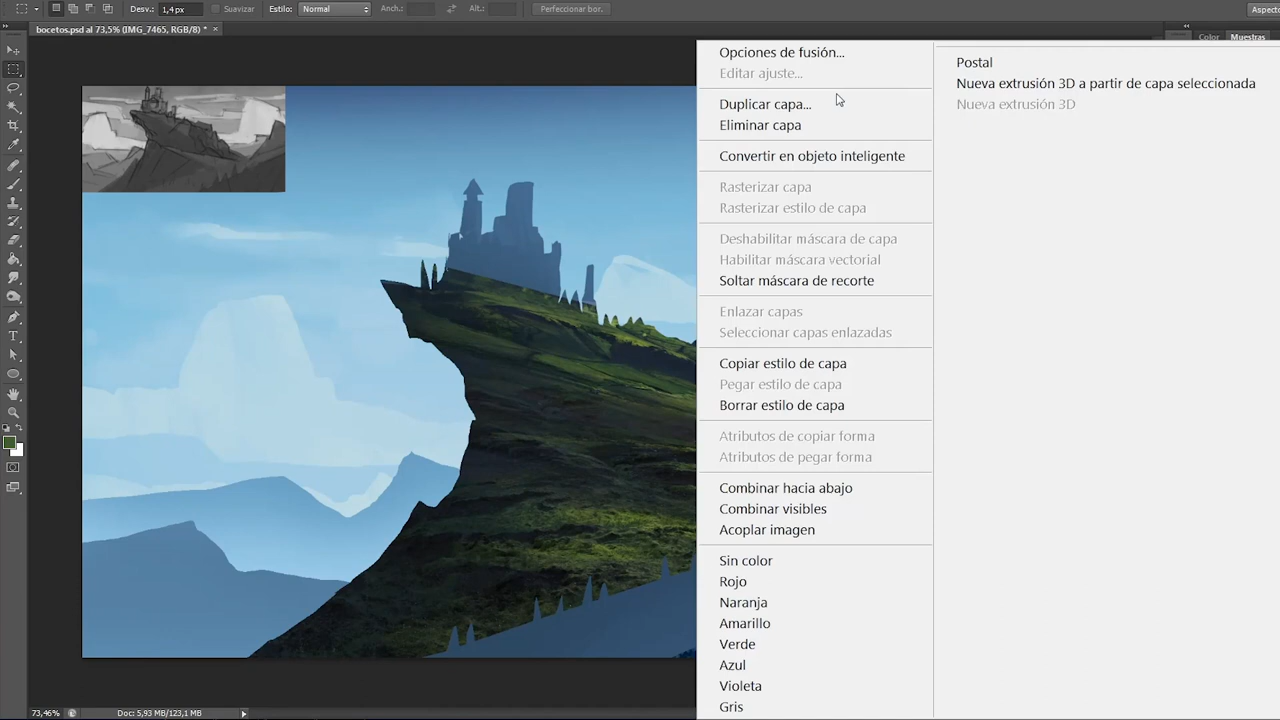 Desv.: 1,4 px Suavizar Estilo: Normal Anch.: Alt.: Perfeccionar bor. Aspecto
bocetos.psd al 73,5% (IMG_7465, RGB/8) * ×
Color Muestras
Opciones de fusión...
Editar ajuste...
Duplicar capa...
Eliminar capa
Convertir en objeto inteligente
Rasterizar capa
Rasterizar estilo de capa
Deshabilitar máscara de capa
Habilitar máscara vectorial
Soltar máscara de recorte
Enlazar capas
Seleccionar capas enlazadas
Copiar estilo de capa
Pegar estilo de capa
Borrar estilo de capa
Atributos de copiar forma
Atributos de pegar forma
Combinar hacia abajo
Combinar visibles
Acoplar imagen
Sin color
Rojo
Naranja
Amarillo
Verde
Azul
Violeta
Gris
Postal
Nueva extrusión 3D a partir de capa seleccionada
Nueva extrusión 3D
73,46% Doc: 5,93 MB/123,1 MB